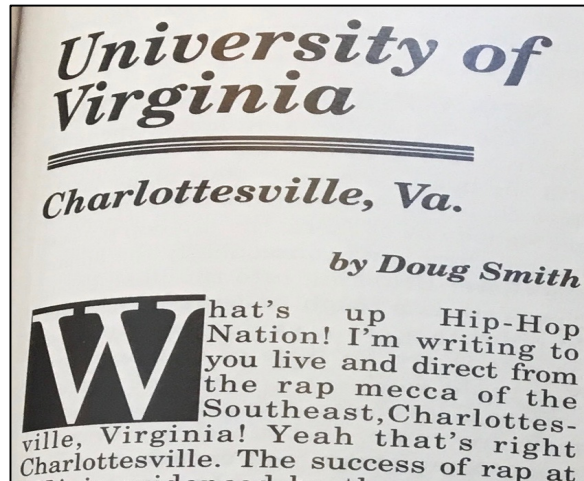 University of
Virginia
Charlottesville, Va.
by Doug Smith
What's up Hip-Hop
Nation! I'm writing to
you live and direct from
the rap mecca of the
Southeast,Charlottes-
ville, Virginia! Yeah that's right
Charlottesville. The success of rap at